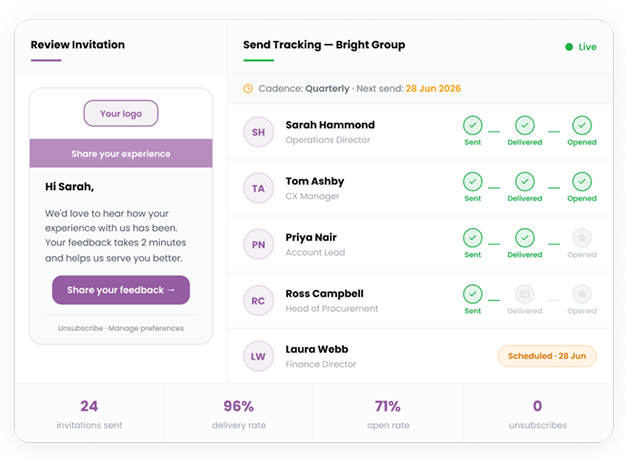 Review Invitation
Your logo
Share your experience
Hi Sarah,
We'd love to hear how your
experience with us has been.
Your feedback takes 2 minutes
and helps us serve you better.
Share your feedback →
Unsubscribe · Manage preferences
Send Tracking — Bright Group
Live
Cadence: Quarterly · Next send: 28 Jun 2026
SH
Sarah Hammond
Operations Director
Sent
Delivered
Opened
TA
Tom Ashby
CX Manager
Sent
Delivered
Opened
PN
Priya Nair
Account Lead
Sent
Delivered
Opened
RC
Ross Campbell
Head of Procurement
Sent
Delivered
Opened
LW
Laura Webb
Finance Director
Scheduled · 28 Jun
24
invitations sent
96%
delivery rate
71%
open rate
0
unsubscribes